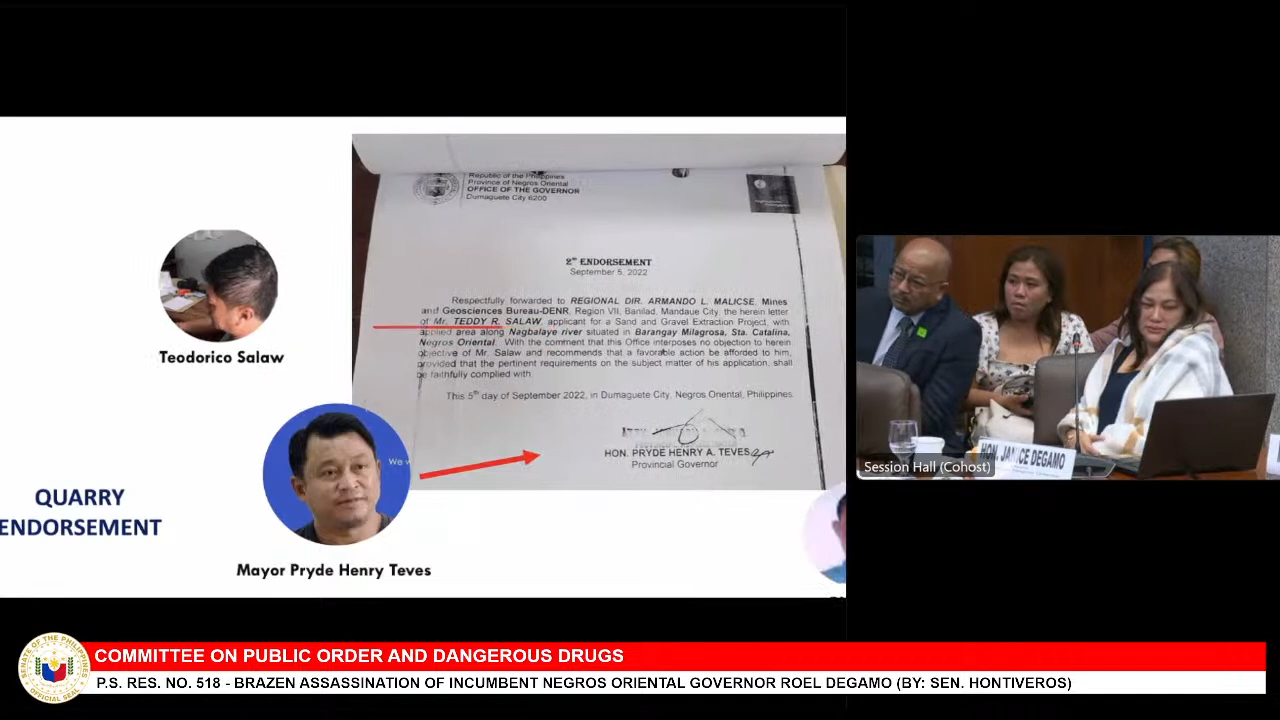 Republic of the Philippines
Province of Negros Oriental
OFFICE OF THE GOVERNOR
Dumaguete City 6200
2nd ENDORSEMENT
September 5, 2022
Respectfully forwarded to REGIONAL DIR. ARMANDO L. MALICSE, Mines
and Geosciences Bureau-DENR, Region VII, Banilad, Mandaue City, the herein letter
of Mr. TEDDY R. SALAW, applicant for a Sand and Gravel Extraction Project, with
applied area along Nagbalaye river situated in Barangay Milagrosa, Sta. Catalina,
Negros Oriental. With the comment that this Office interposes no objection to herein
objective of Mr. Salaw and recommends that a favorable action be afforded to him,
provided that the pertinent requirements on the subject matter of his application, shall
be faithfully complied with.
This 5th day of September 2022, in Dumaguete City, Negros Oriental, Philippines.
HON. PRYDE HENRY A. TEVES
Provincial Governor
Teodorico Salaw
We w
QUARRY
ENDORSEMENT
Mayor Pryde Henry Teves
HON. JANICE DEGAMO
Session Hall (Cohost)
SENATE OF THE PHILIPPINES
OFFICIAL SEAL
COMMITTEE ON PUBLIC ORDER AND DANGEROUS DRUGS
P.S. RES. NO. 518 - BRAZEN ASSASSINATION OF INCUMBENT NEGROS ORIENTAL GOVERNOR ROEL DEGAMO (BY: SEN. HONTIVEROS)